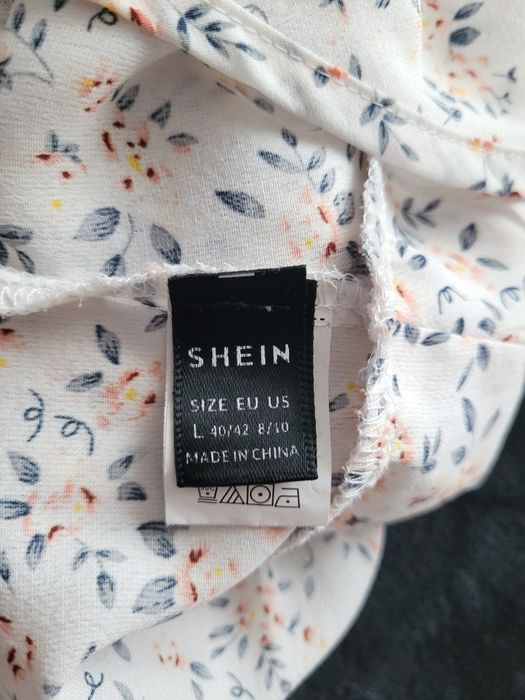 SHEIN
SIZE EU US
L 40/42 8/10
MADE IN CHINA